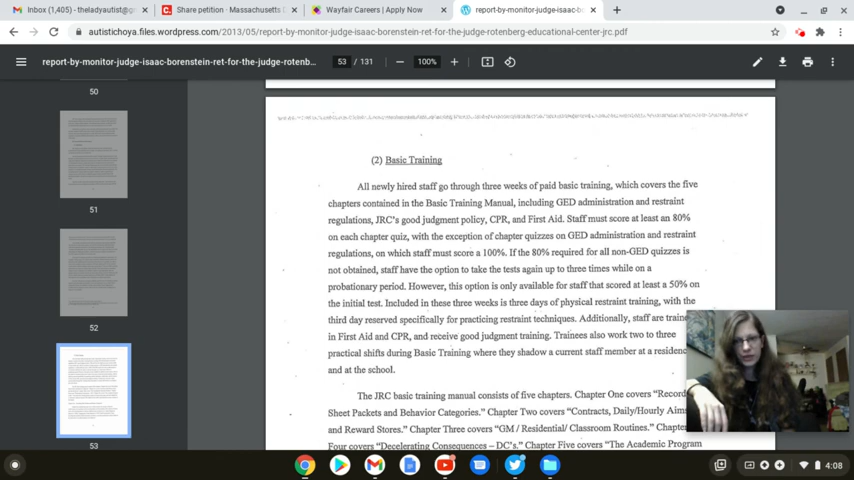 Inbox (1,405) - theladyautist@g
Share petition · Massachusetts D
Wayfair Careers | Apply Now
report-by-monitor-judge-isaac-bo
autistichoya.files.wordpress.com/2013/05/report-by-monitor-judge-isaac-borenstein-ret-for-the-judge-rotenberg-educational-center-jrc.pdf
report-by-monitor-judge-isaac-borenstein-ret-for-the-judge-rotenb...
53 / 131
100%
50
51
52
53
(2) Basic Training
All newly hired staff go through three weeks of paid basic training, which covers the five
chapters contained in the Basic Training Manual, including GED administration and restraint
regulations, JRC's good judgment policy, CPR, and First Aid. Staff must score at least an 80%
on each chapter quiz, with the exception of chapter quizzes on GED administration and restraint
regulations, on which staff must score a 100%. If the 80% required for all non-GED quizzes is
not obtained, staff have the option to take the tests again up to three times while on a
probationary period. However, this option is only available for staff that scored at least a 50% on
the initial test. Included in these three weeks is three days of physical restraint training, with the
third day reserved specifically for practicing restraint techniques. Additionally, staff are traine
in First Aid and CPR, and receive good judgment training. Trainees also work two to three
practical shifts during Basic Training where they shadow a current staff member at a residenc
and at the school.
The JRC basic training manual consists of five chapters. Chapter One covers "Record
Sheet Packets and Behavior Categories." Chapter Two covers "Contracts, Daily/Hourly Aims
and Reward Stores." Chapter Three covers "GM / Residential/ Classroom Routines." Chapte
Four covers "Decelerating Consequences – DC's." Chapter Five covers "The Academic Program
4:08